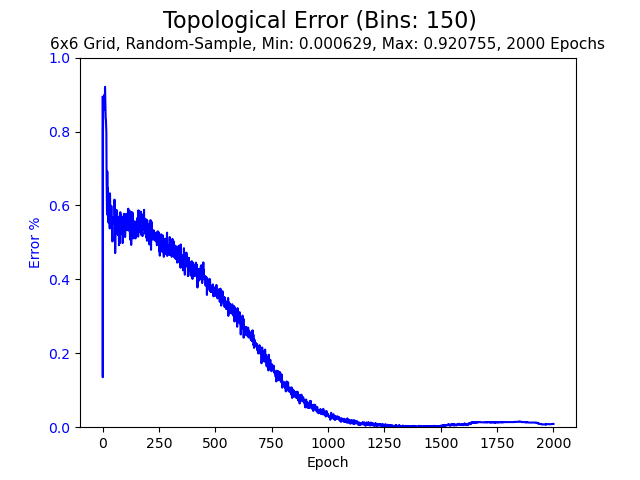 Topological Error (Bins: 150)
6x6 Grid, Random-Sample, Min: 0.000629, Max: 0.920755, 2000 Epochs
1.0
0.8
0.6
0.4
0.2
0.0
Error %
0 250 500 750 1000 1250 1500 1750 2000
Epoch